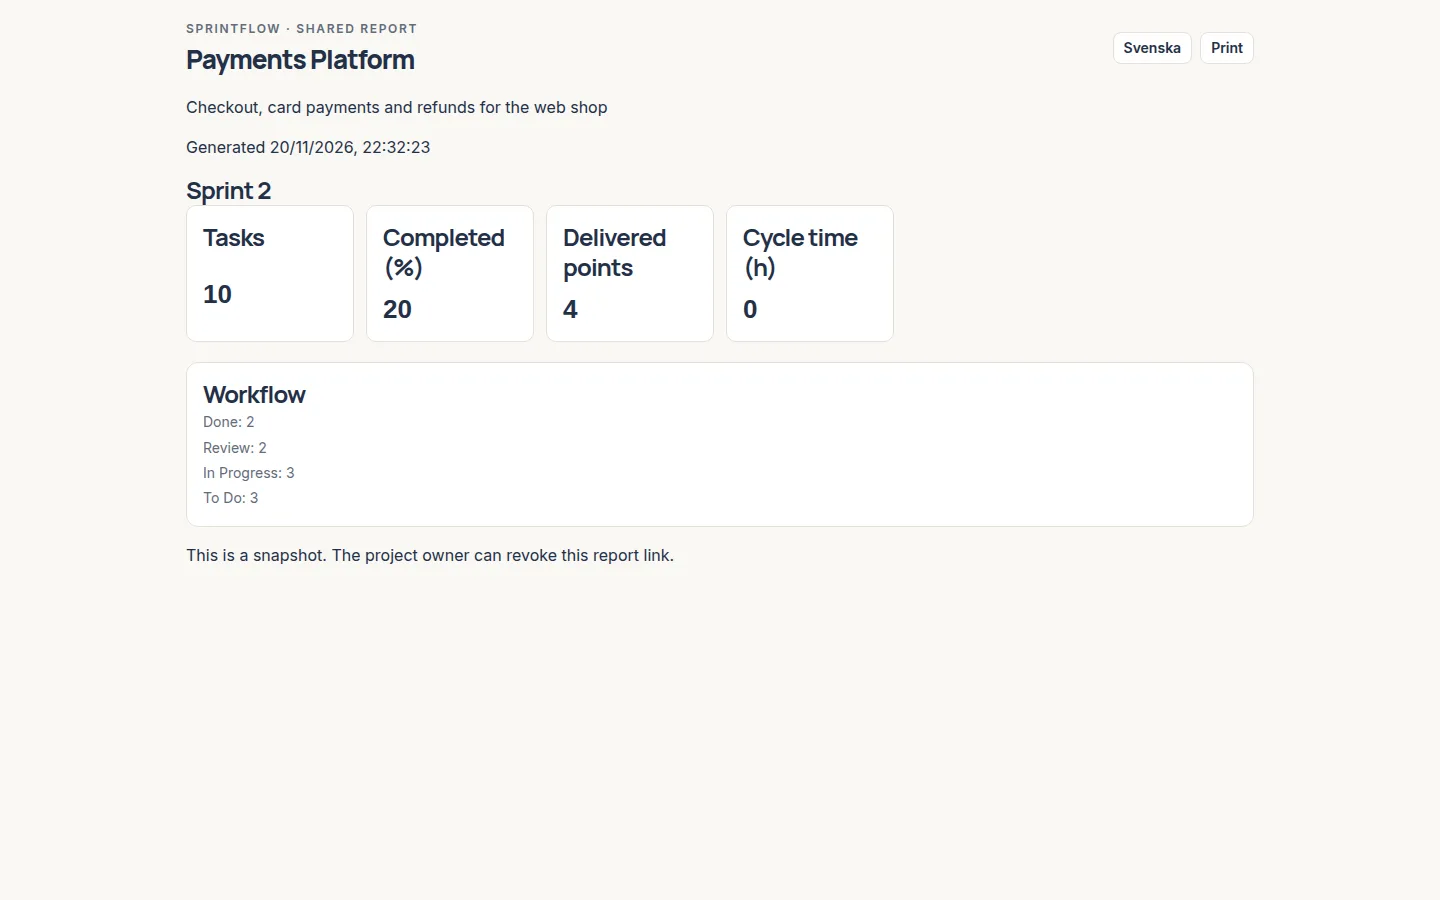 SPRINTFLOW · SHARED REPORT
Payments Platform
Svenska
Print
Checkout, card payments and refunds for the web shop
Generated 20/11/2026, 22:32:23
Sprint 2
Tasks
10
Completed
(%)
20
Delivered
points
4
Cycle time
(h)
0
Workflow
Done: 2
Review: 2
In Progress: 3
To Do: 3
This is a snapshot. The project owner can revoke this report link.